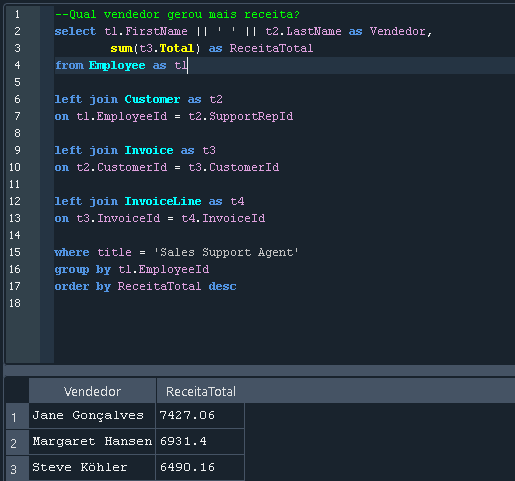 1 --Qual vendedor gerou mais receita?
2 select t1.FirstName || ' ' || t2.LastName as Vendedor,
3 sum(t3.Total) as ReceitaTotal
4 from Employee as t1
5
6 left join Customer as t2
7 on t1.EmployeeId = t2.SupportRepId
8
9 left join Invoice as t3
10 on t2.CustomerId = t3.CustomerId
11
12 left join InvoiceLine as t4
13 on t3.InvoiceId = t4.InvoiceId
14
15 where title = 'Sales Support Agent'
16 group by t1.EmployeeId
17 order by ReceitaTotal desc
18
Vendedor ReceitaTotal
1 Jane Gonçalves 7427.06
2 Margaret Hansen 6931.4
3 Steve Köhler 6490.16